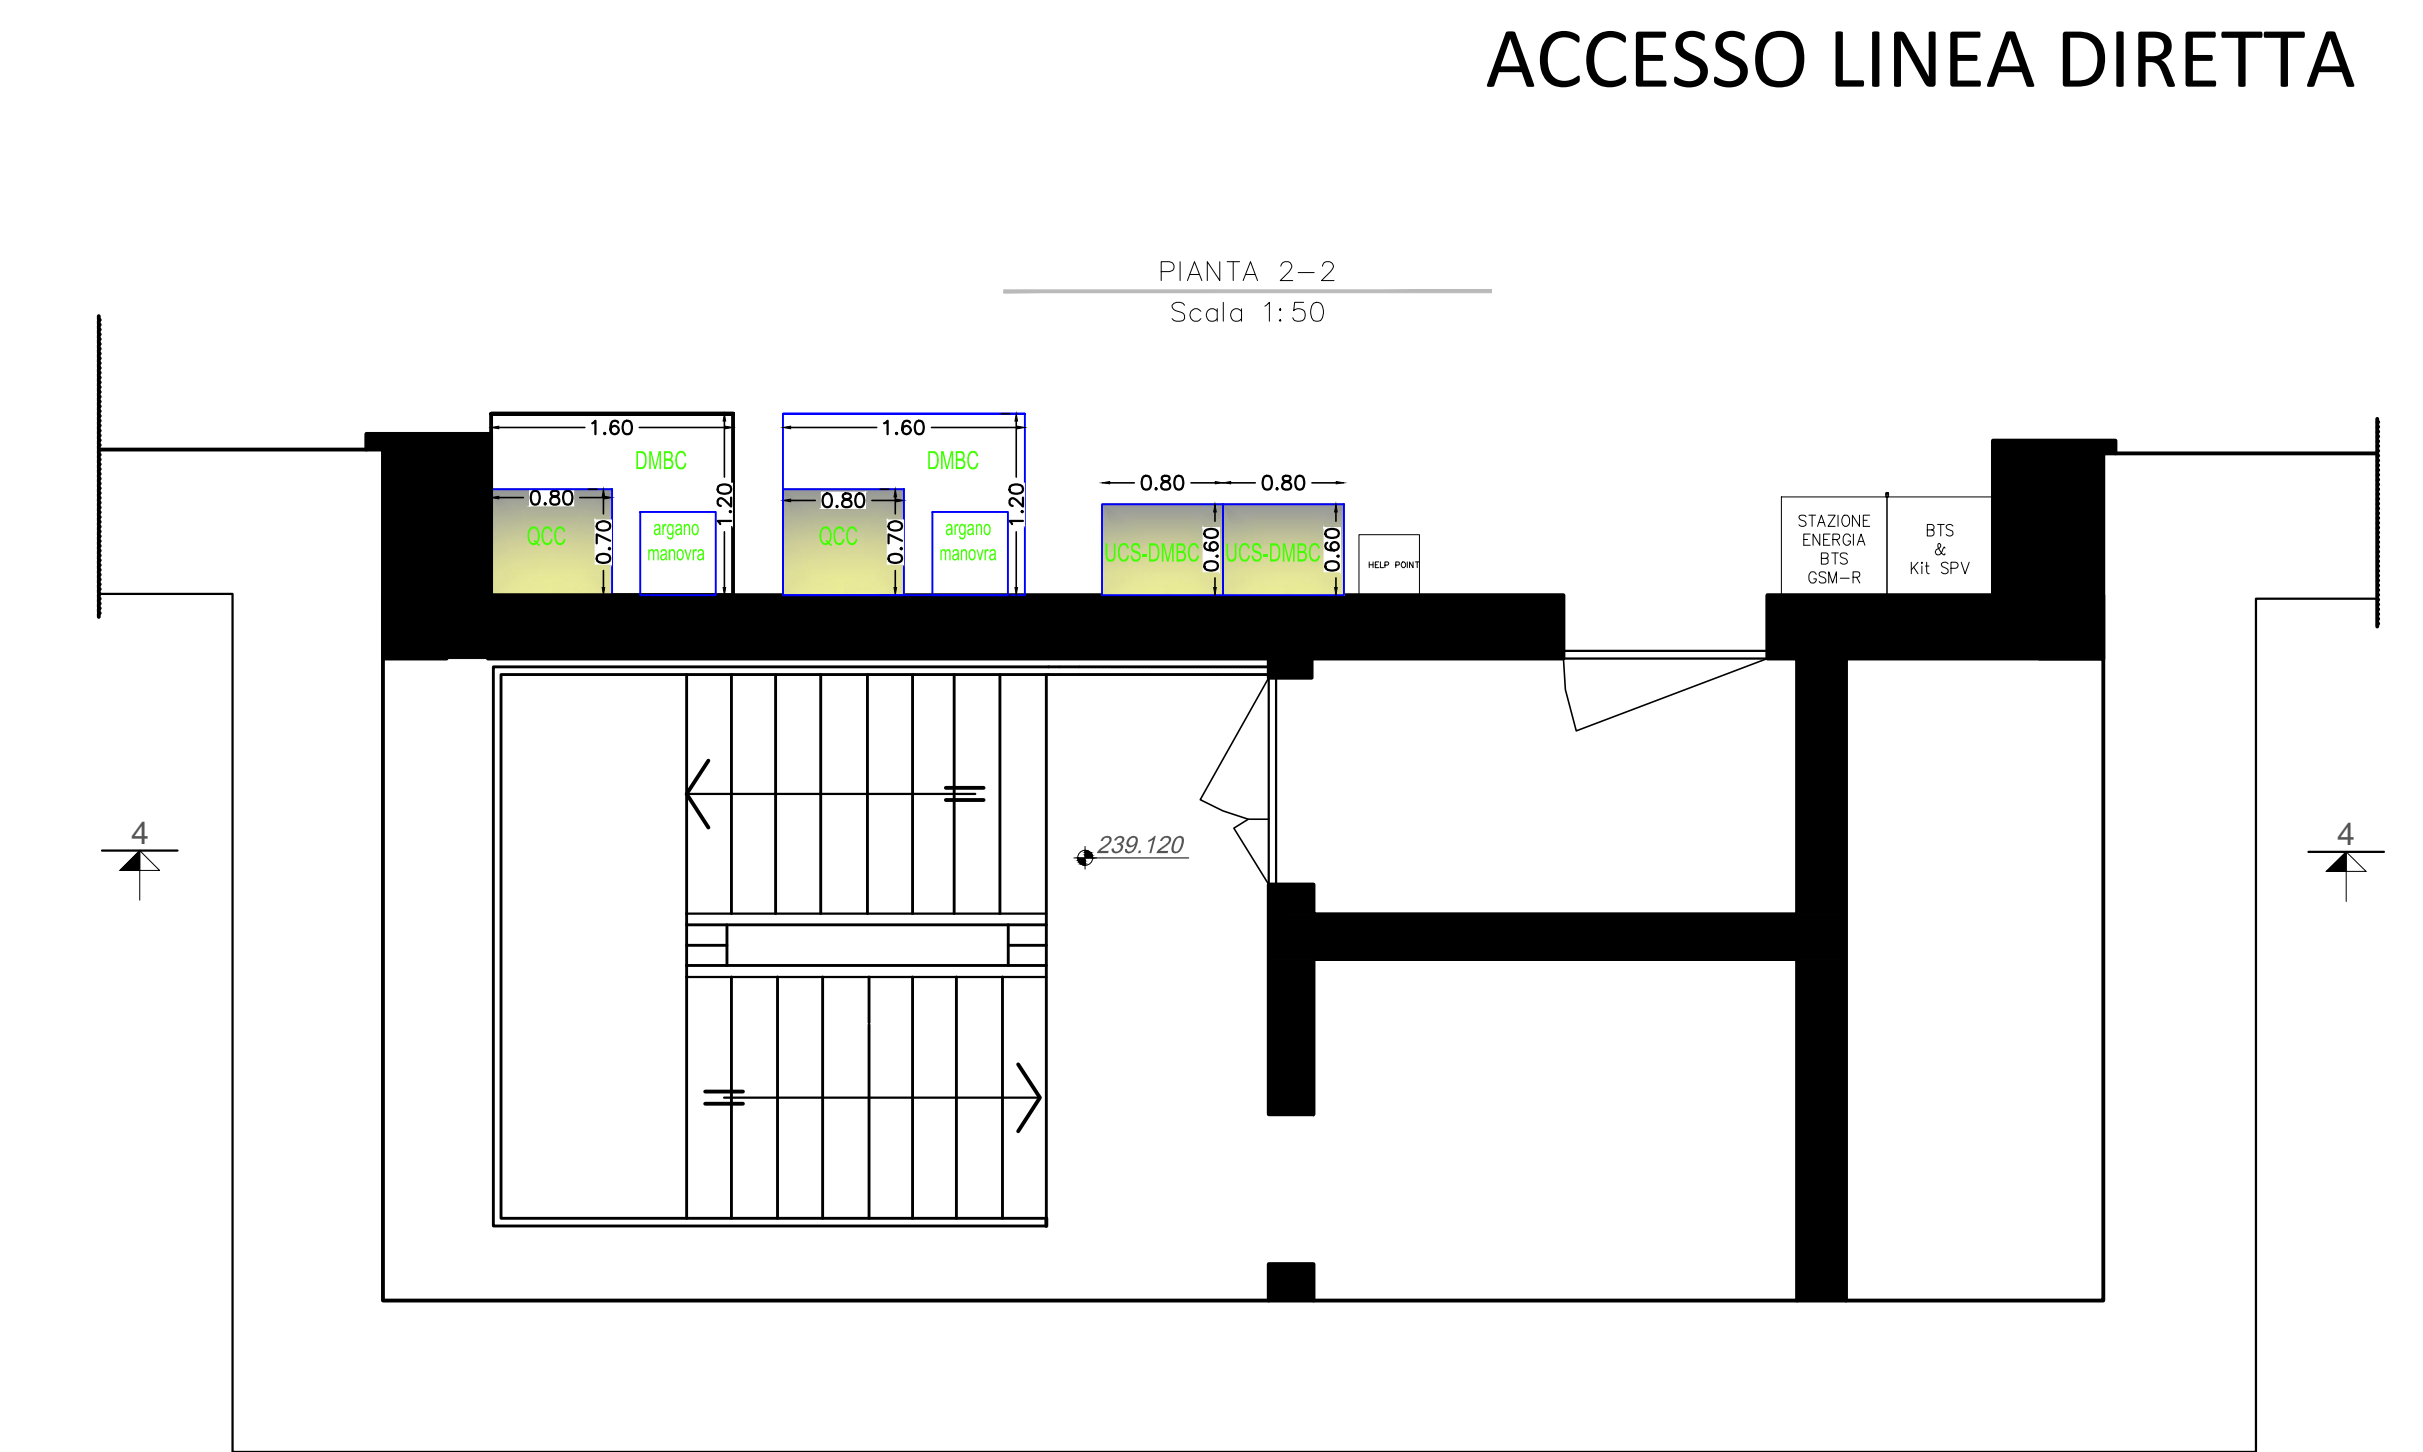 ACCESSO LINEA DIRETTA
PIANTA 2-2
Scala 1:50
1.60
DMBC
0.80
1.20
QCC
0.70
argano
manovra
1.60
DMBC
0.80
1.20
QCC
0.70
argano
manovra
0.80
0.80
UCS-DMBC
0.60
UCS-DMBC
0.60
HELP POINT
STAZIONE
ENERGIA
BTS
GSM-R
BTS
&
Kit SPV
4
239.120
4